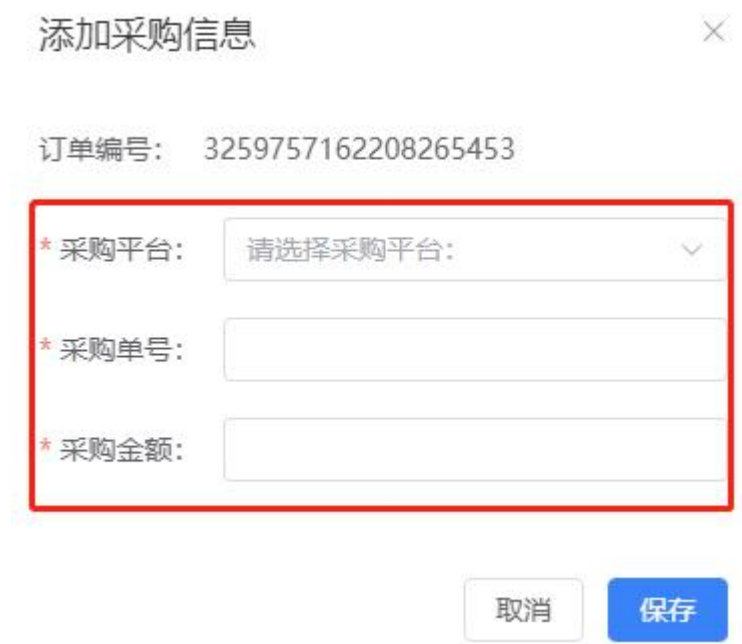 添加采购信息
订单编号： 3259757162208265453
* 采购平台： 请选择采购平台：
* 采购单号：
* 采购金额：
取消 保存